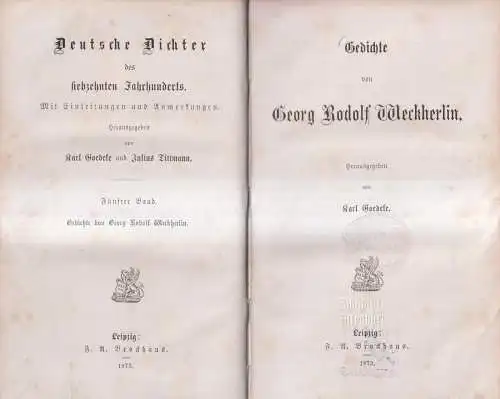 Deutsche Dichter
des
siebzehnten Jahrhunderts.
Mit Einleitungen und Anmerkungen.
Herausgegeben
von
Karl Goedeke und Julius Tittmann.
Fünfter Band.
Gedichte von Georg Rodolf Weckherlin.
Leipzig:
F. A. Brockhaus.
1873.
Gedichte
von
Georg Rodolf Weckherlin.
Herausgegeben
von
Karl Goedeke.
Leipzig:
F. A. Brockhaus.
1873.